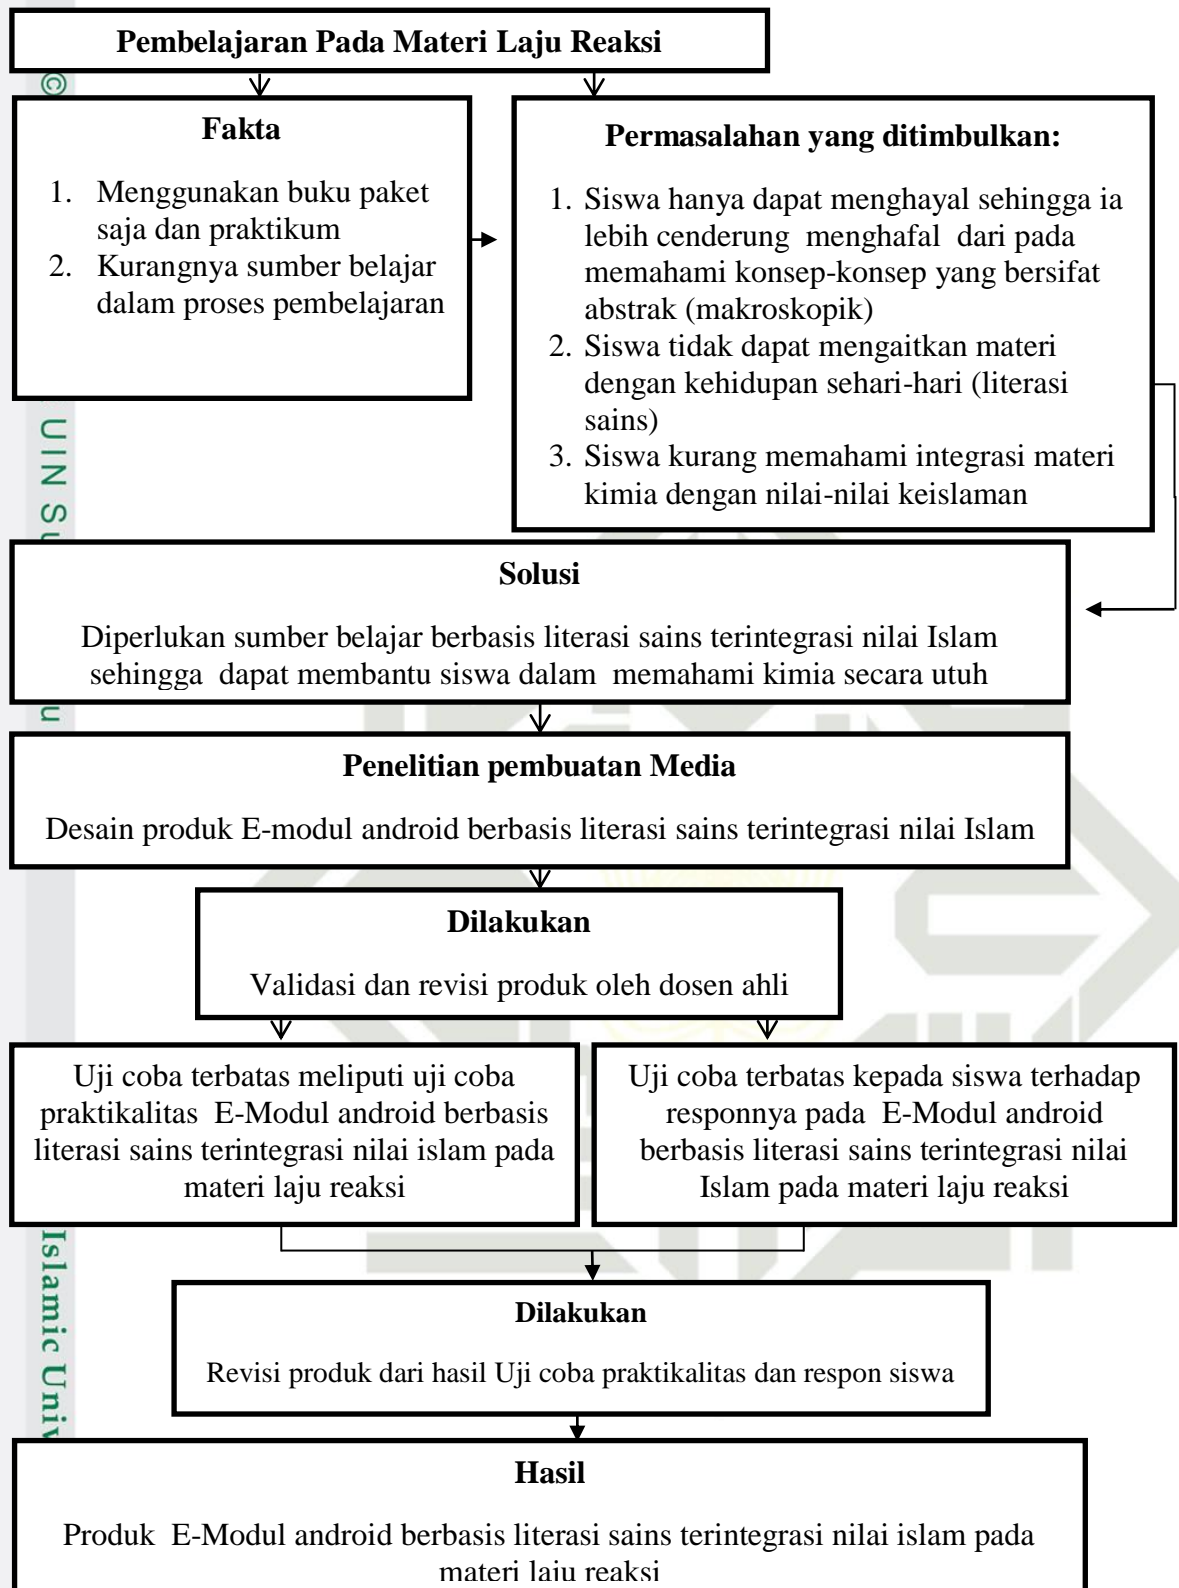 Pembelajaran Pada Materi Laju Reaksi
Fakta
1. Menggunakan buku paket
saja dan praktikum
2. Kurangnya sumber belajar
dalam proses pembelajaran
Permasalahan yang ditimbulkan:
1. Siswa hanya dapat menghayal sehingga ia
lebih cenderung menghafal dari pada
memahami konsep-konsep yang bersifat
abstrak (makroskopik)
2. Siswa tidak dapat mengaitkan materi
dengan kehidupan sehari-hari (literasi
sains)
3. Siswa kurang memahami integrasi materi
kimia dengan nilai-nilai keislaman
Solusi
Diperlukan sumber belajar berbasis literasi sains terintegrasi nilai Islam
sehingga dapat membantu siswa dalam memahami kimia secara utuh
Penelitian pembuatan Media
Desain produk E-modul android berbasis literasi sains terintegrasi nilai Islam
Dilakukan
Validasi dan revisi produk oleh dosen ahli
Uji coba terbatas meliputi uji coba
praktikalitas E-Modul android berbasis
literasi sains terintegrasi nilai islam pada
materi laju reaksi
Uji coba terbatas kepada siswa terhadap
responnya pada E-Modul android
berbasis literasi sains terintegrasi nilai
Islam pada materi laju reaksi
Dilakukan
Revisi produk dari hasil Uji coba praktikalitas dan respon siswa
Hasil
Produk E-Modul android berbasis literasi sains terintegrasi nilai islam pada
materi laju reaksi
©
UIN
Islamic